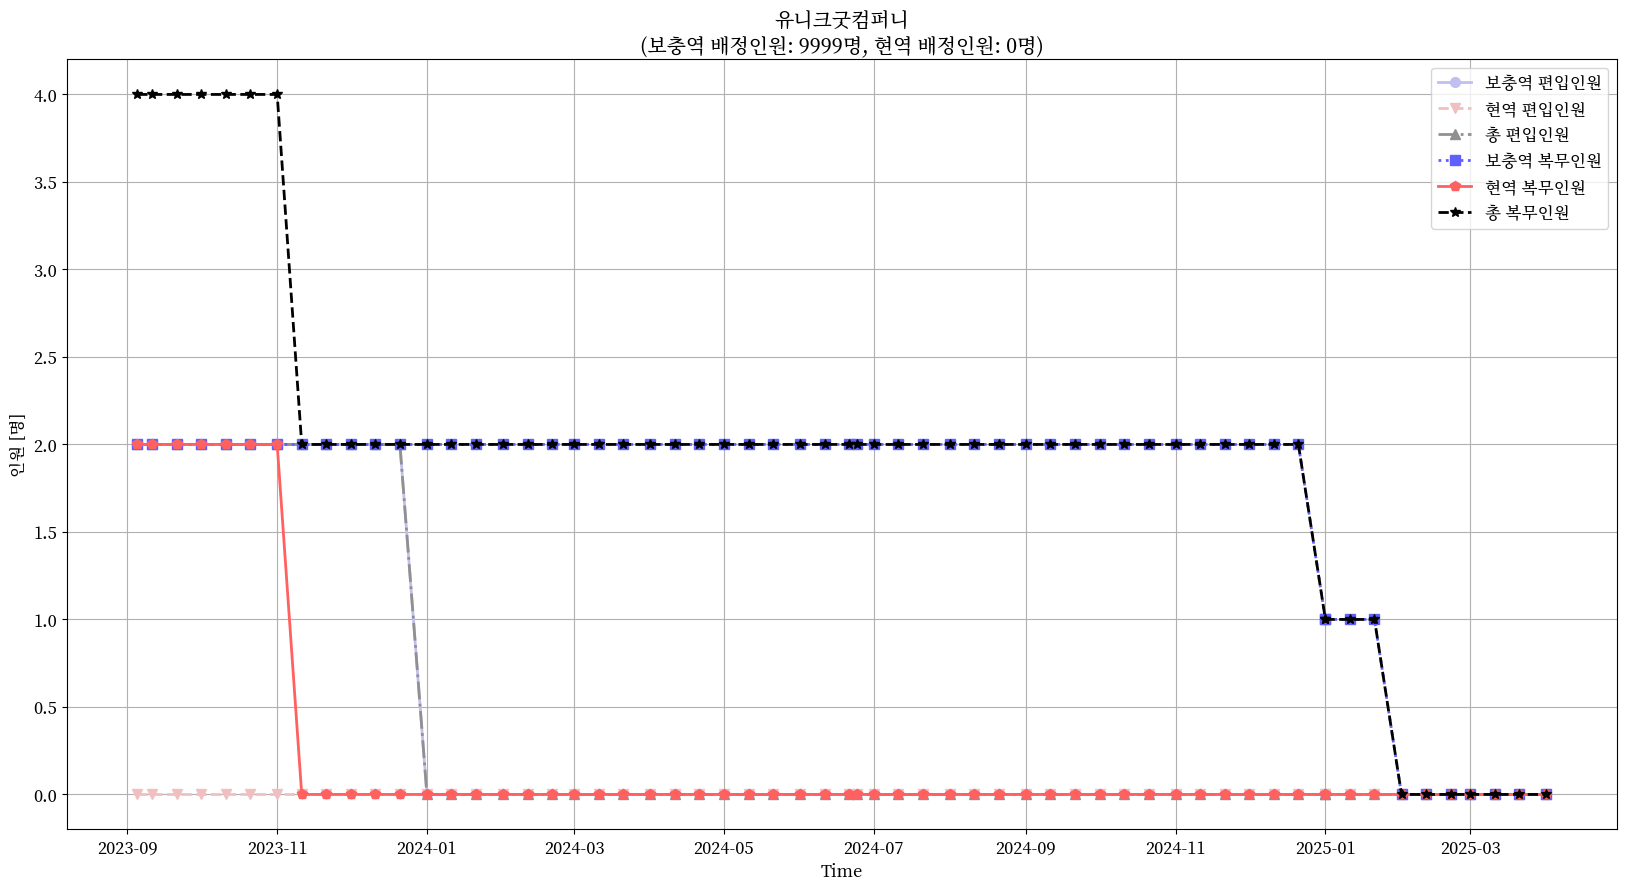 유니크굿컴퍼니
(보충역 배정인원: 9999명, 현역 배정인원: 0명)
보충역 편입인원
현역 편입인원
총 편입인원
보충역 복무인원
현역 복무인원
총 복무인원
인원 [명]
4.0
3.5
3.0
2.5
2.0
1.5
1.0
0.5
0.0
2023-09
2023-11
2024-01
2024-03
2024-05
2024-07
2024-09
2024-11
2025-01
2025-03
Time